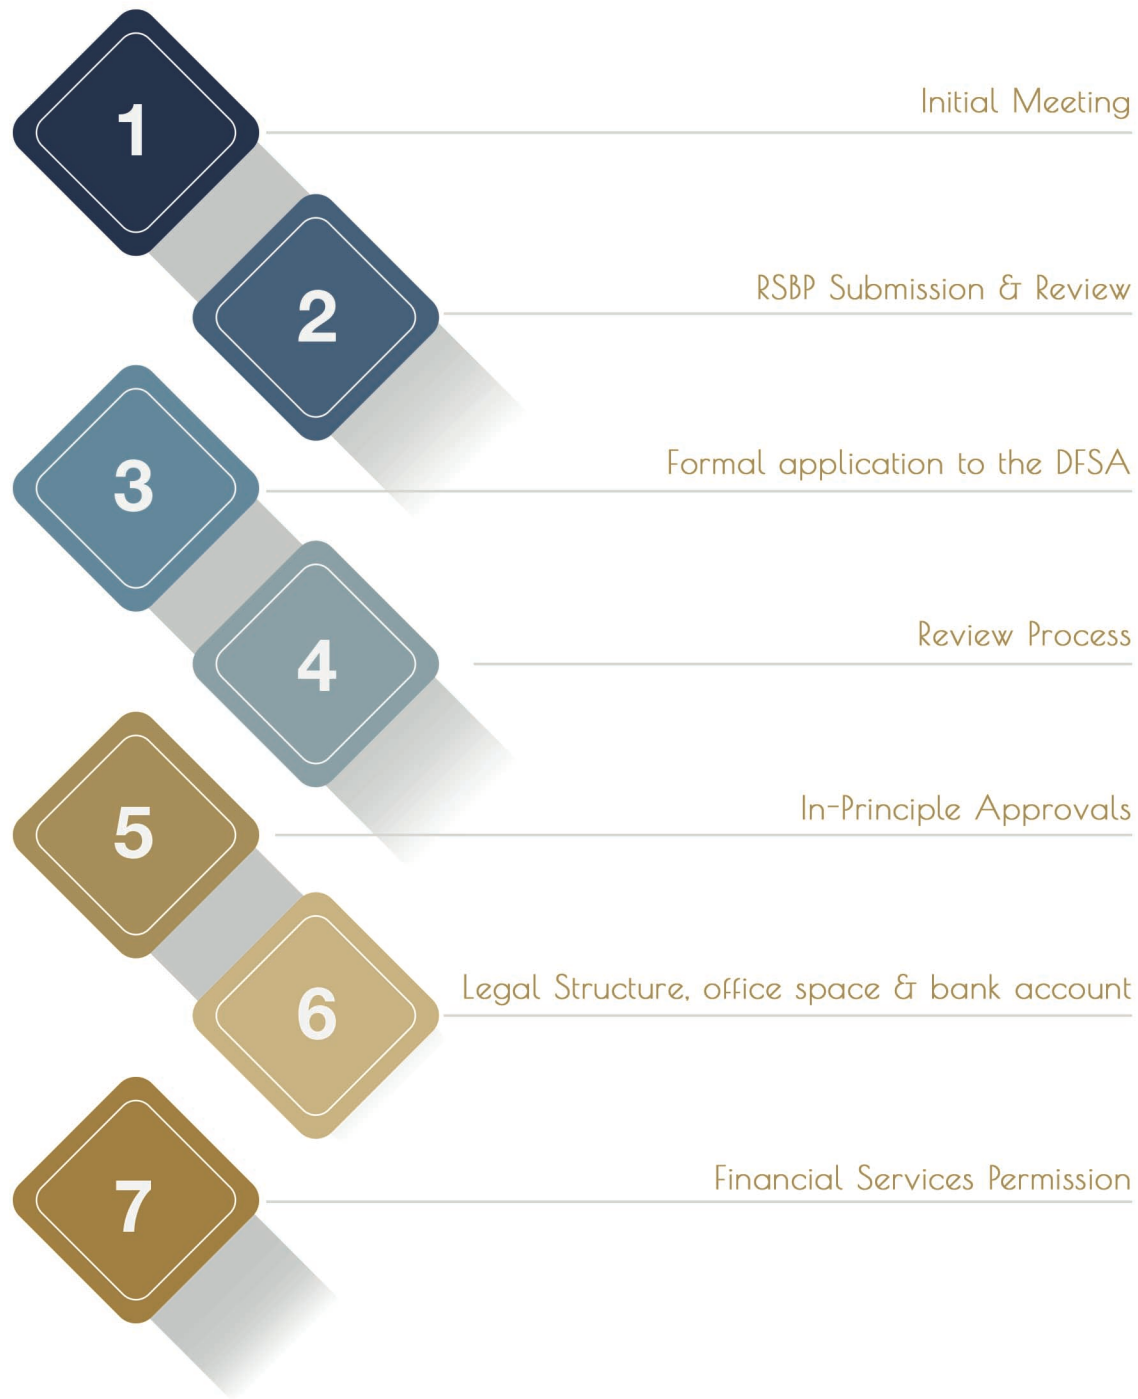 1
Initial Meeting
2
RSBP Submission & Review
3
Formal application to the DFSA
4
Review Process
5
In-Principle Approvals
6
Legal Structure, office space & bank account
7
Financial Services Permission